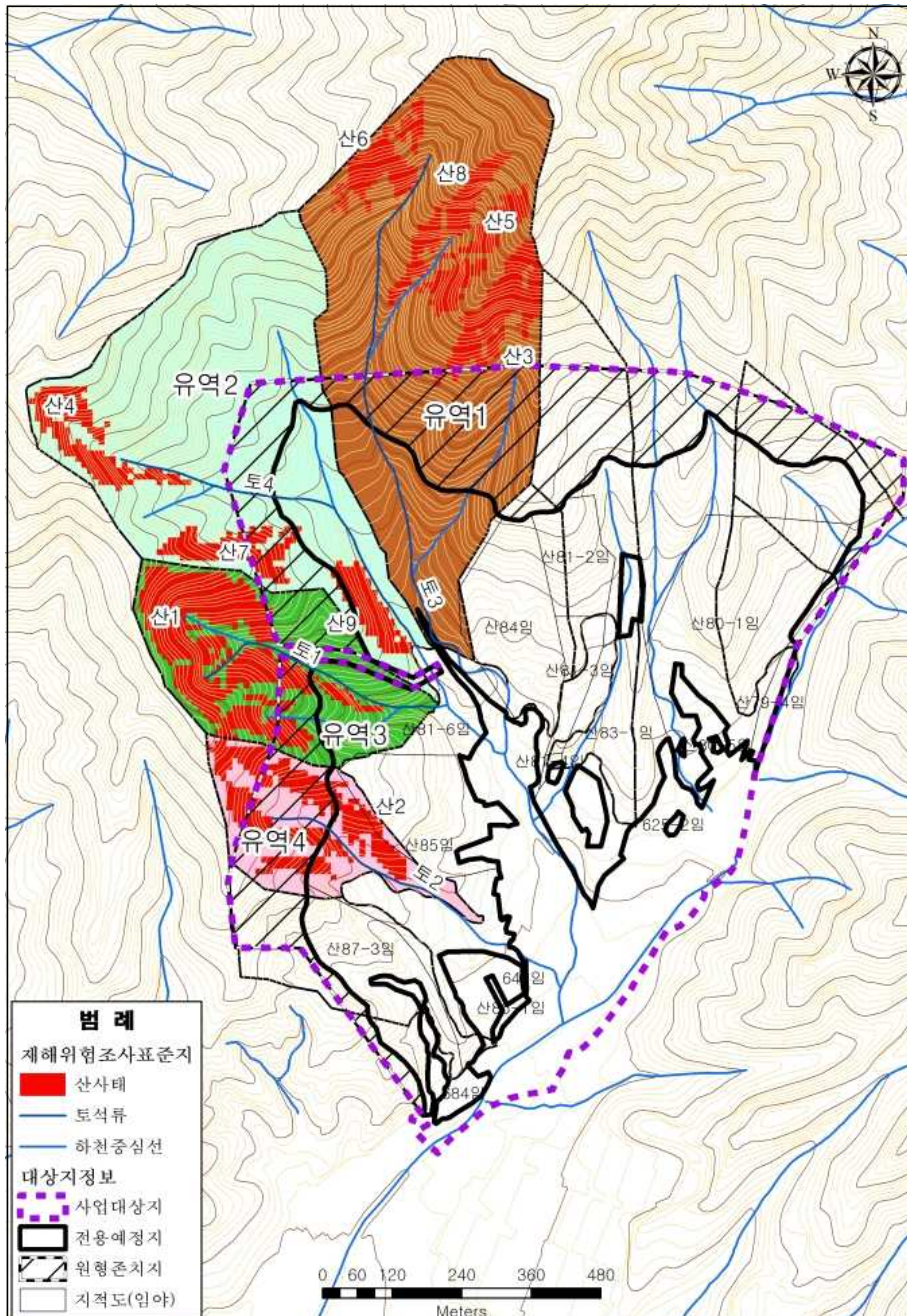 N
W
S
산6
산8
산5
산3
유역2
산4
유역1
토4
산7
토3
산81-2임
산1
산9
산84임
산80-1임
토1
산79-4임
유역3
산81-6임
산83-1임
산2
625-2임
유역4
산85임
토2
산87-3임
684임
범 례
재해위험조사표준지
산사태
토석류
하천중심선
대상지정보
사업대상지
전용예정지
원형존치지
지적도(임야)
0 60 120 240 360 480
Meters